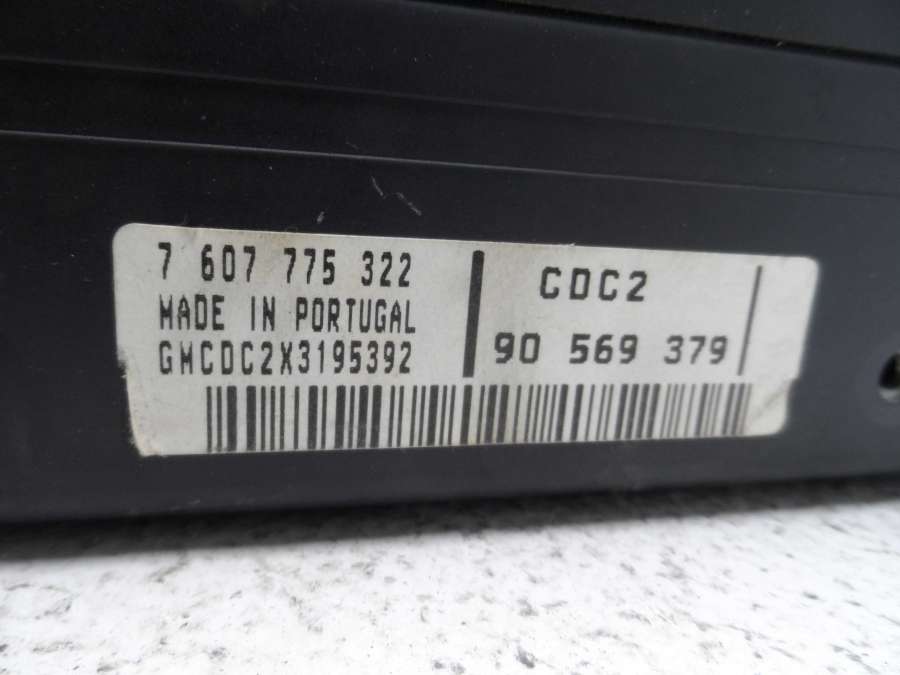 7 607 775 322
MADE IN PORTUGAL
GMCDC2X3195392
CDC2
90 569 379